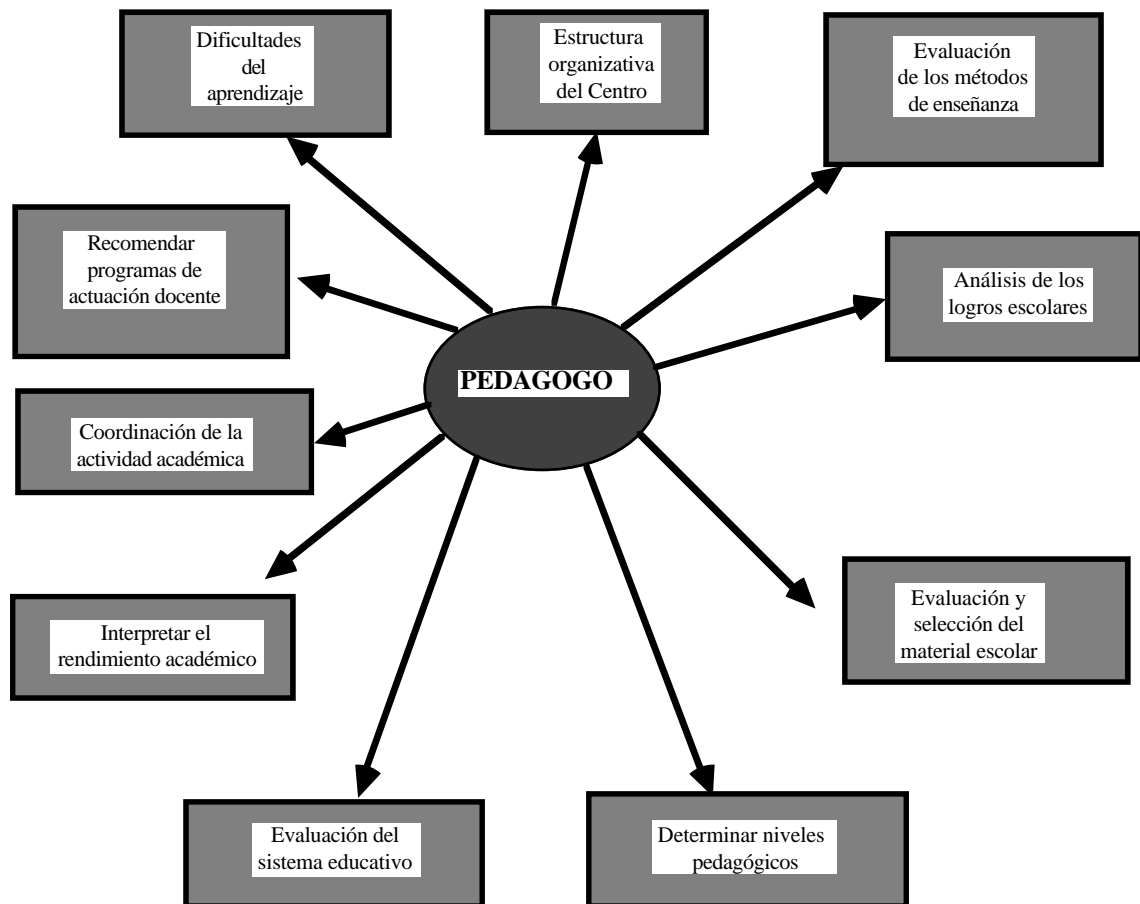 Dificultades
del
aprendizaje
Estructura
organizativa
del Centro
Evaluación
de los métodos
de enseñanza
Recomendar
programas de
actuación docente
Análisis de los
logros escolares
PEDAGOGO
Coordinación de la
actividad académica
Interpretar el
rendimiento académico
Evaluación y
selección del
material escolar
Evaluación del
sistema educativo
Determinar niveles
pedagógicos